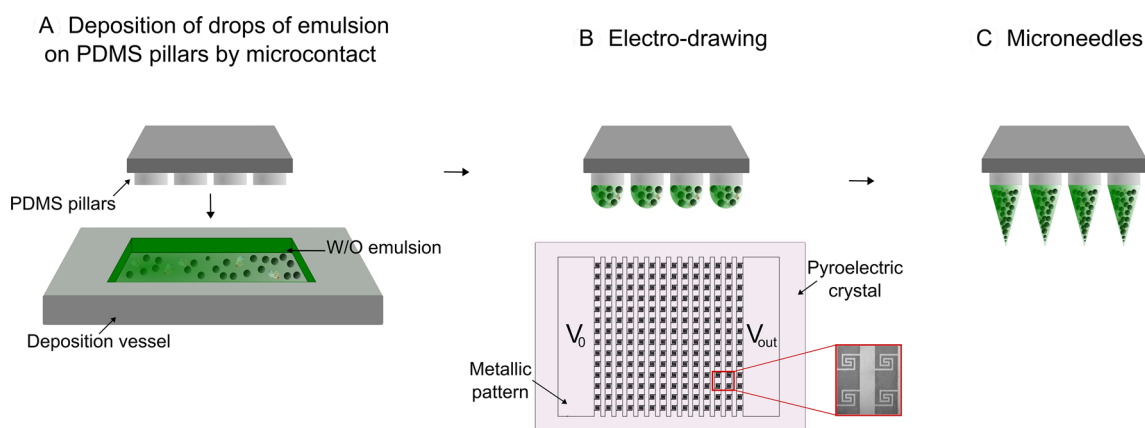 A Deposition of drops of emulsion
on PDMS pillars by microcontact
B Electro-drawing
C Microneedles
PDMS pillars
W/O emulsion
Deposition vessel
Pyroelectric
crystal
V0
Vout
Metallic
pattern